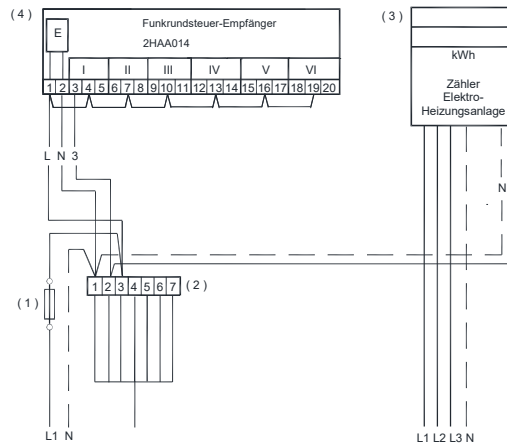 ( 4 )
Funkrundsteuer-Empfänger
( 3 )
E
2HAA014
kWh
I II III IV V VI
Zähler
Elektro-
Heizungsanlage
1 2 3 4 5 6 7 8 9 10 11 12 13 14 15 16 17 18 19 20
L N 3
N
1 2 3 4 5 6 7
( 2 )
( 1 )
L1 N
L1 L2 L3 N